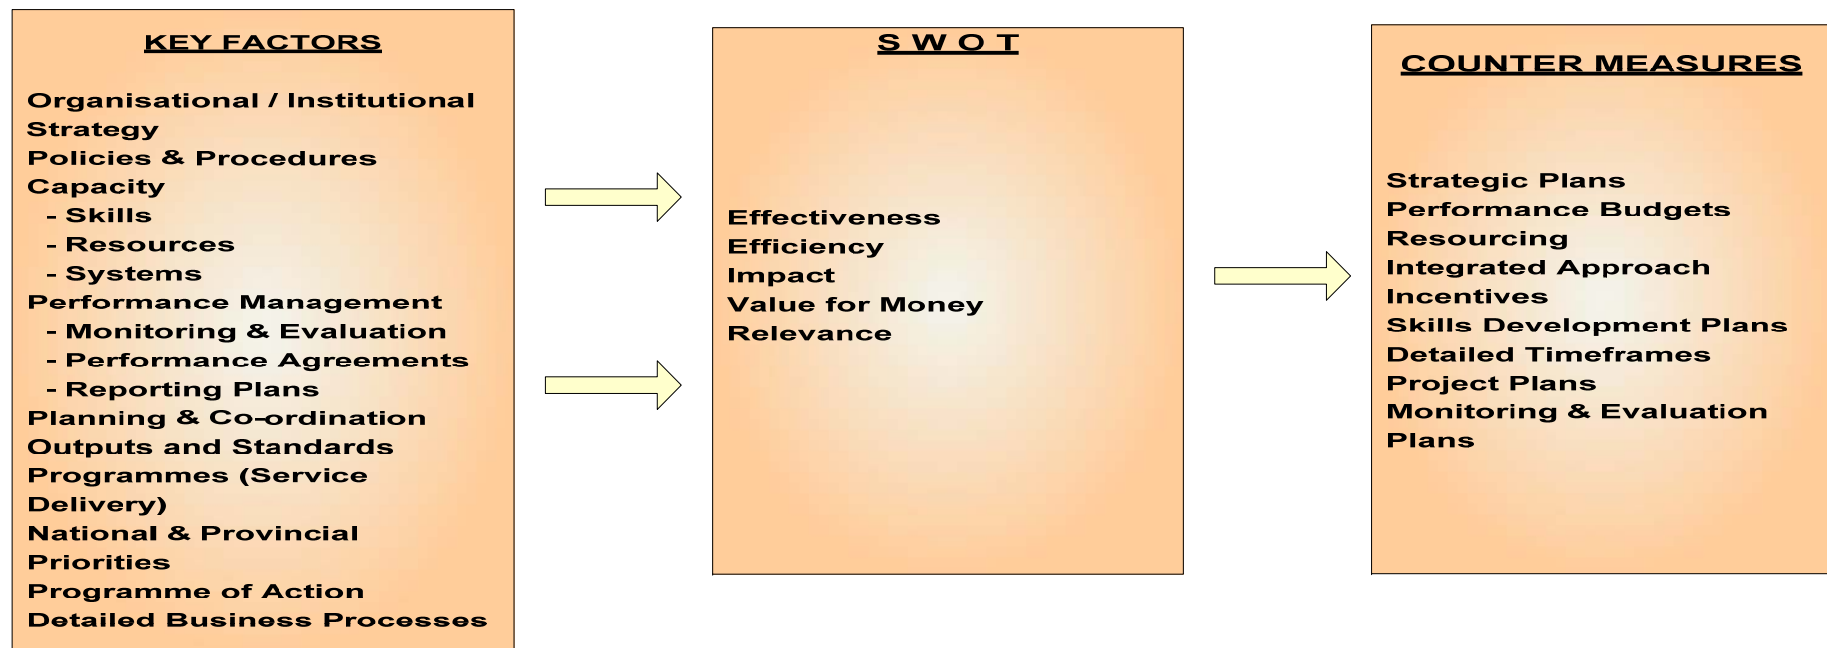 KEY FACTORS
Organisational / Institutional
Strategy
Policies & Procedures
Capacity
- Skills
- Resources
- Systems
Performance Management
- Monitoring & Evaluation
- Performance Agreements
- Reporting Plans
Planning & Co-ordination
Outputs and Standards
Programmes (Service
Delivery)
National & Provincial
Priorities
Programme of Action
Detailed Business Processes
S W O T
Effectiveness
Efficiency
Impact
Value for Money
Relevance
COUNTER MEASURES
Strategic Plans
Performance Budgets
Resourcing
Integrated Approach
Incentives
Skills Development Plans
Detailed Timeframes
Project Plans
Monitoring & Evaluation
Plans